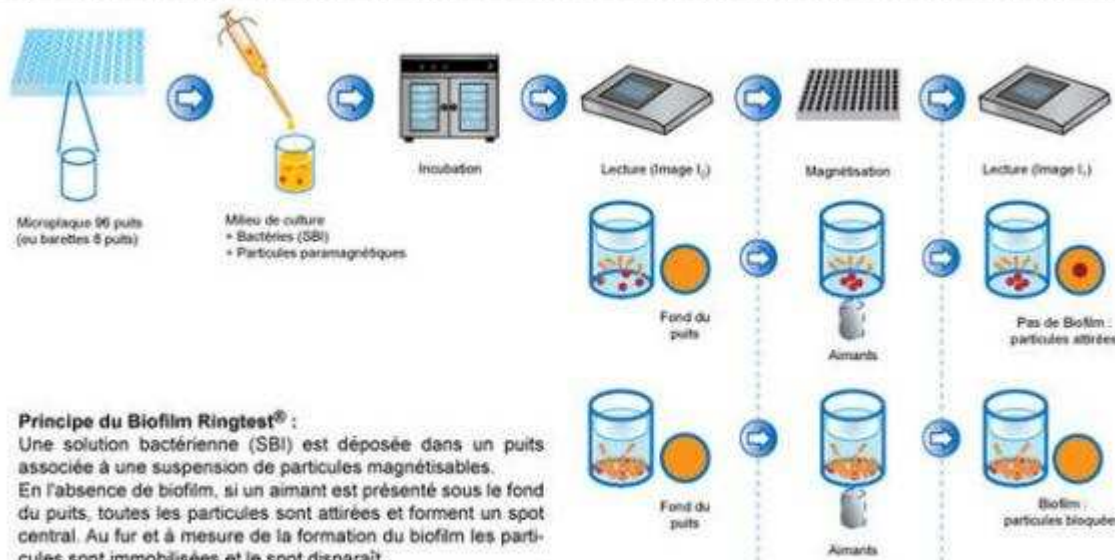 Incubation
Lecture (Image I₀)
Magnétisation
Lecture (Image I₁)
Microplaque 96 puits
(ou barettes 8 puits)
Milieu de culture
+ Bactéries (SBI)
+ Particules paramagnétiques
Fond du
puits
Aimants
Pas de Biofilm :
particules attirées
Principe du Biofilm Ringtest® :
Une solution bactérienne (SBI) est déposée dans un puits
associée à une suspension de particules magnétisables.
En l'absence de biofilm, si un aimant est présenté sous le fond
du puits, toutes les particules sont attirées et forment un spot
central. Au fur et à mesure de la formation du biofilm les parti-
cules sont immobilisées et le spot disparaît
Fond du
puits
Aimants
Biofilm :
particules bloquées